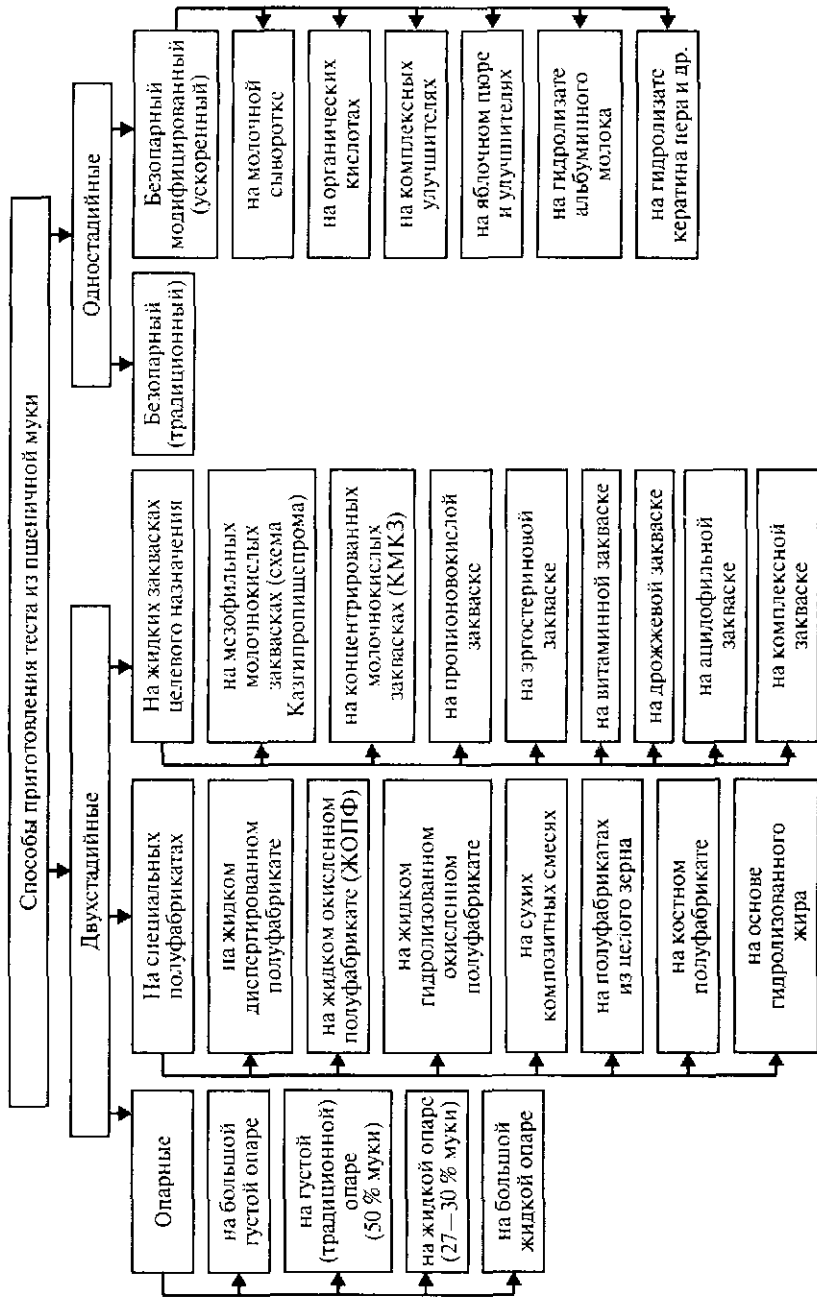 Способы приготовления теста из пшеничной муки
Двухстадийные
Одностадийные
Опарные
на большой
густой опаре
на густой
(традиционной)
опаре
(50 % муки)
на жидкой опаре
(27—30 % муки)
на большой
жидкой опаре
На специальных
полуфабрикатах
на жидком
диспергированном
полуфабрикате
на жидком окисленном
полуфабрикате (ЖОПФ)
на жидком
гидролизованном
окисленном
полуфабрикате
на сухих
композитных смесях
на полуфабрикатах
из целого зерна
на костном
полуфабрикате
на основе
гидролизованного
жира
На жидких заквасках
целевого назначения
на мезофильных
молочнокислых
заквасках (схема
Казгипропищепрома)
на концентрированных
молочнокислых
заквасках (КМКЗ)
на пропионовокислой
закваске
на эргостериновой
закваске
на витаминной закваске
на дрожжевой закваске
на ацидофильной
закваске
на комплексной
закваске
Безопарный
(традиционный)
Безопарный
модифицированный
(ускоренный)
на молочной
сыворотке
на органических
кислотах
на комплексных
улучшителях
на яблочном пюре
и улучшителях
на гидролизате
альбуминного
молока
на гидролизате
кератина пера и др.